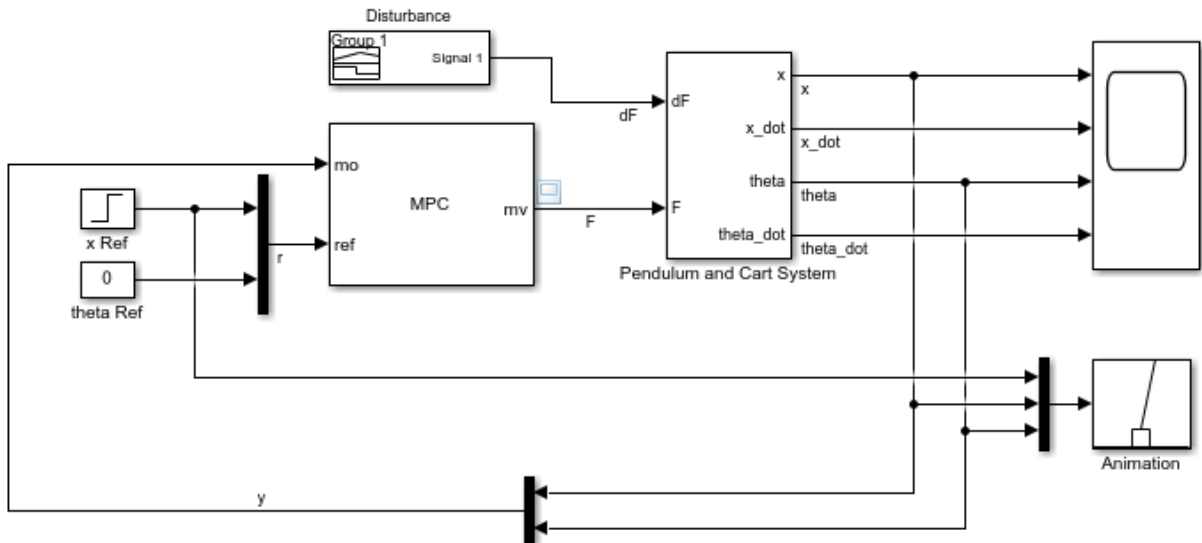 Disturbance
Group 1
Signal 1
dF
mo
ref
MPC
mv
F
dF
F
x
x_dot
theta
theta_dot
x
x_dot
theta
theta_dot
Pendulum and Cart System
x Ref
0
theta Ref
r
Animation
y